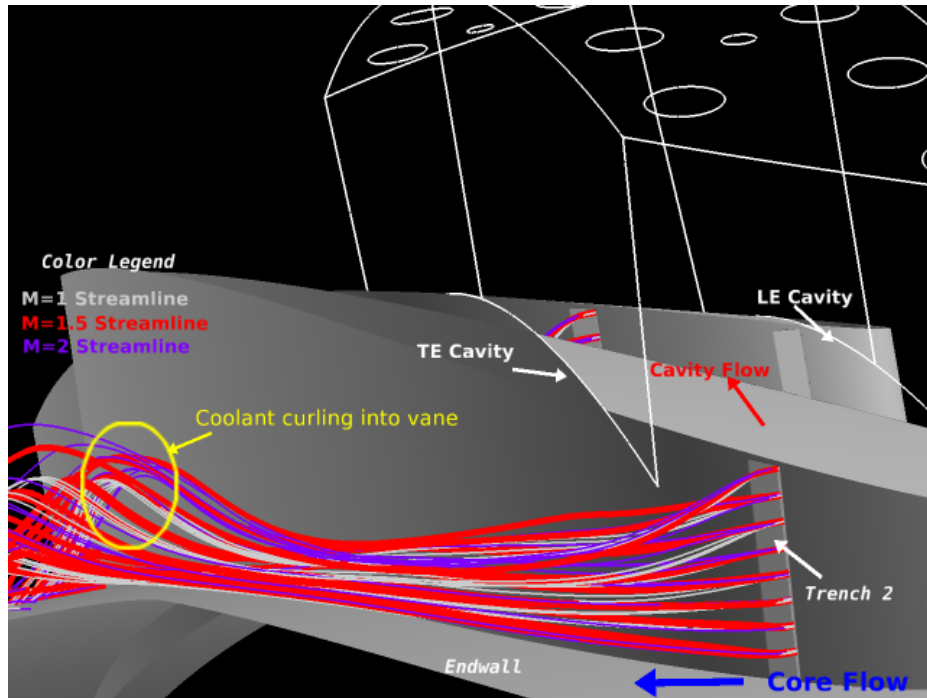 Color Legend
M=1 Streamline
M=1.5 Streamline
M=2 Streamline
LE Cavity
TE Cavity
Cavity Flow
Coolant curling into vane
Trench 2
Endwall
Core Flow